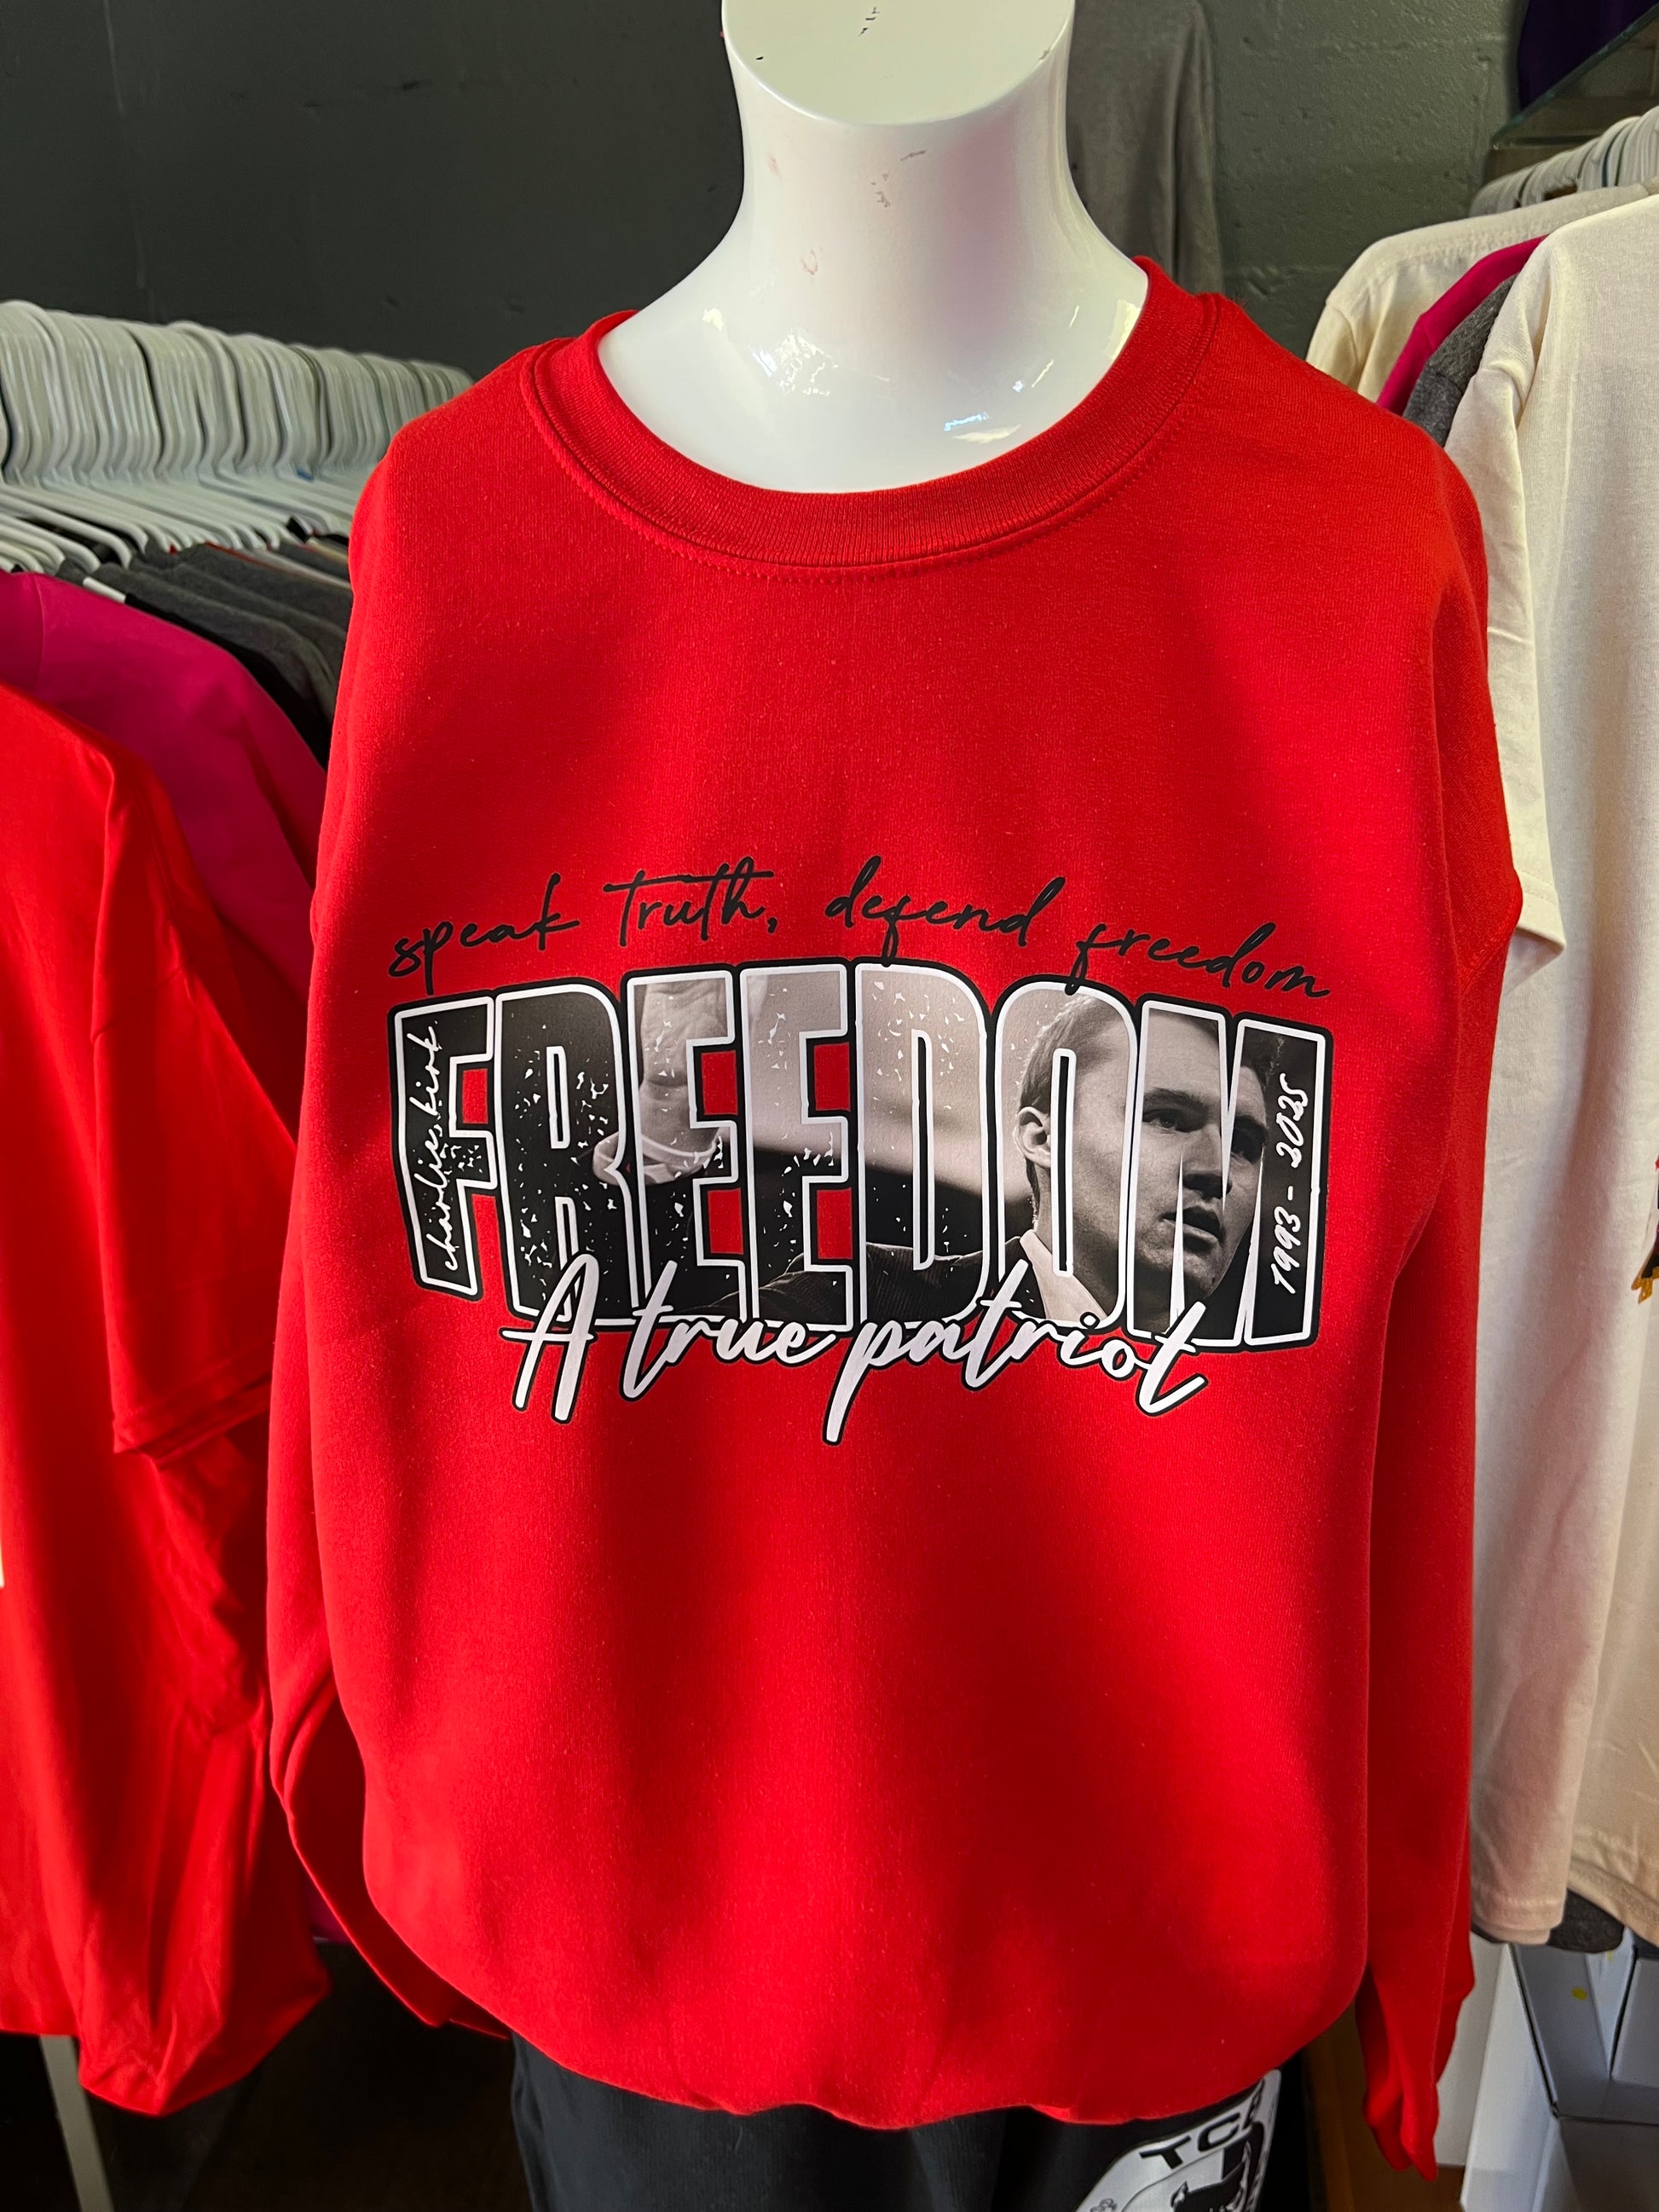 speak truth, defend freedom
FREEDOM
charlie kirk
1993 - 2025
A true patriot